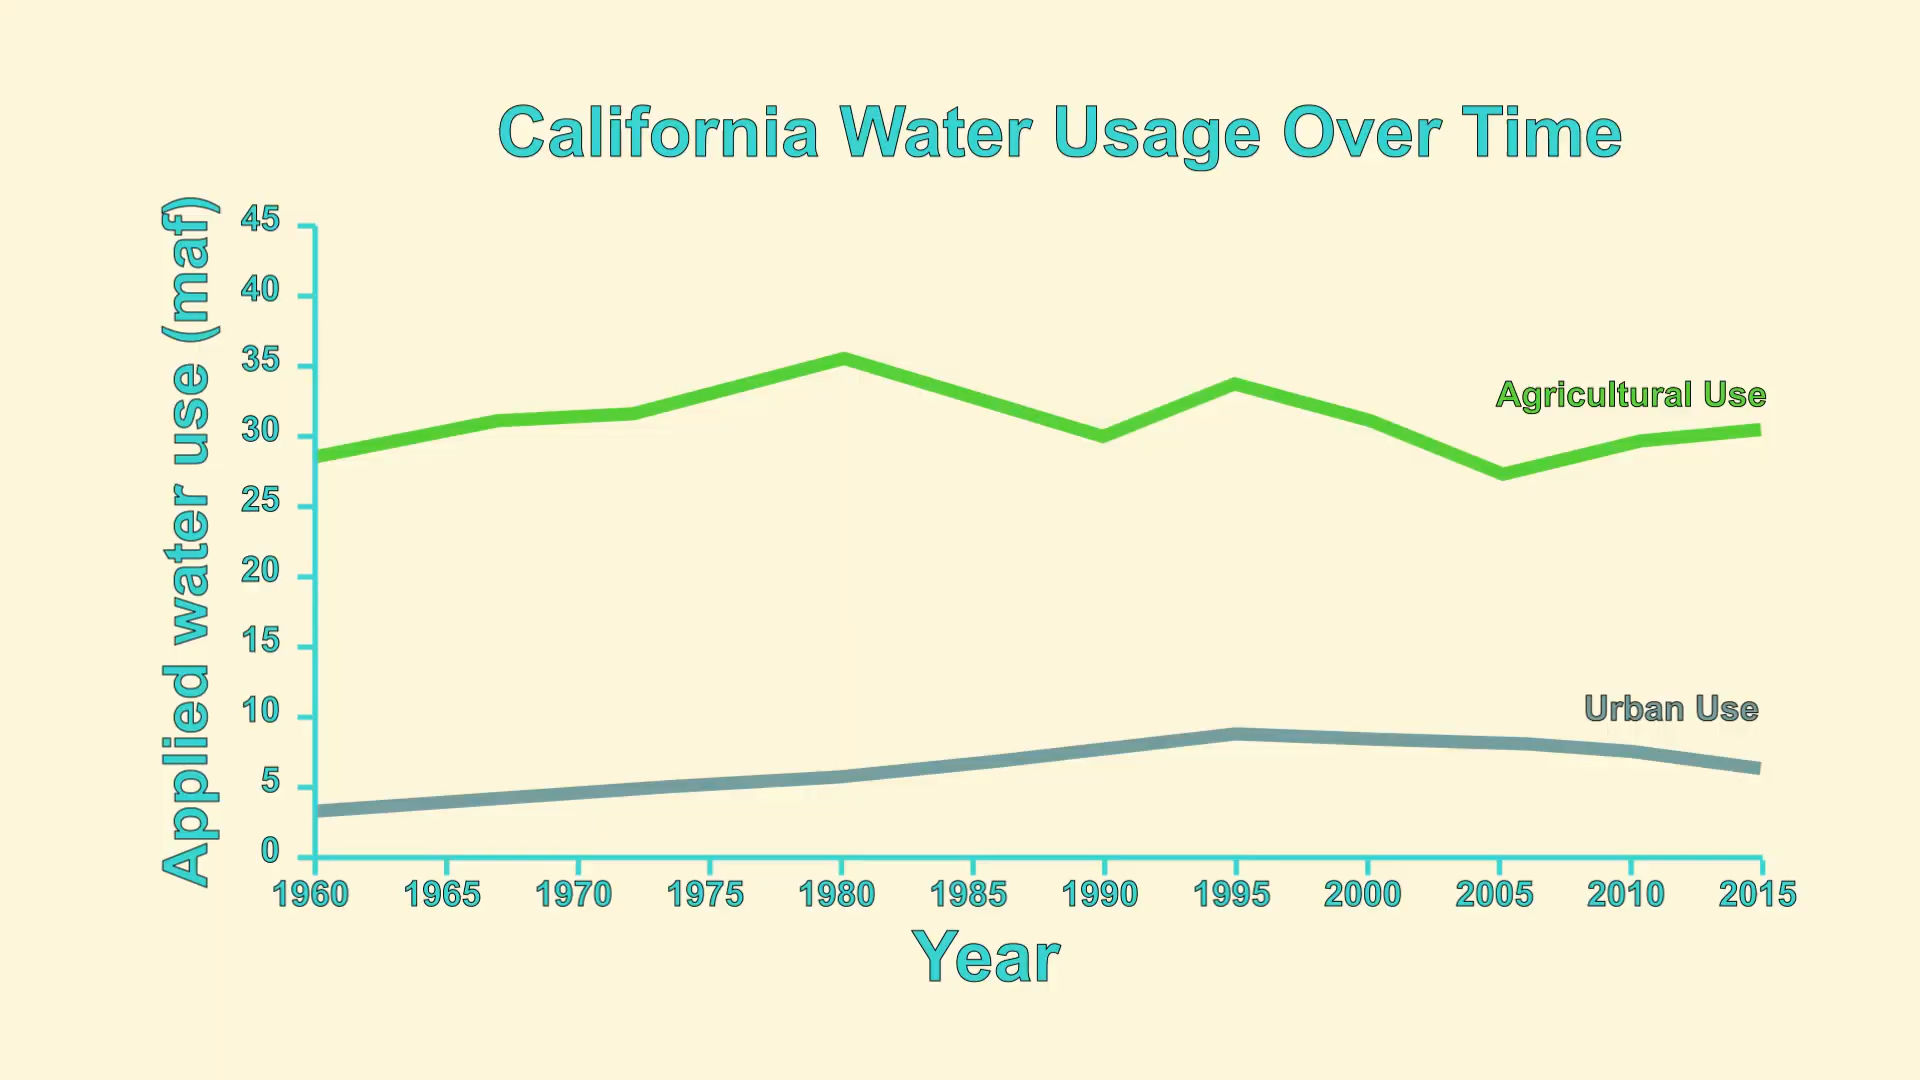 California Water Usage Over Time
Applied water use (maf)
45
40
35
30
25
20
15
10
5
0
Agricultural Use
Urban Use
1960 1965 1970 1975 1980 1985 1990 1995 2000 2005 2010 2015
Year